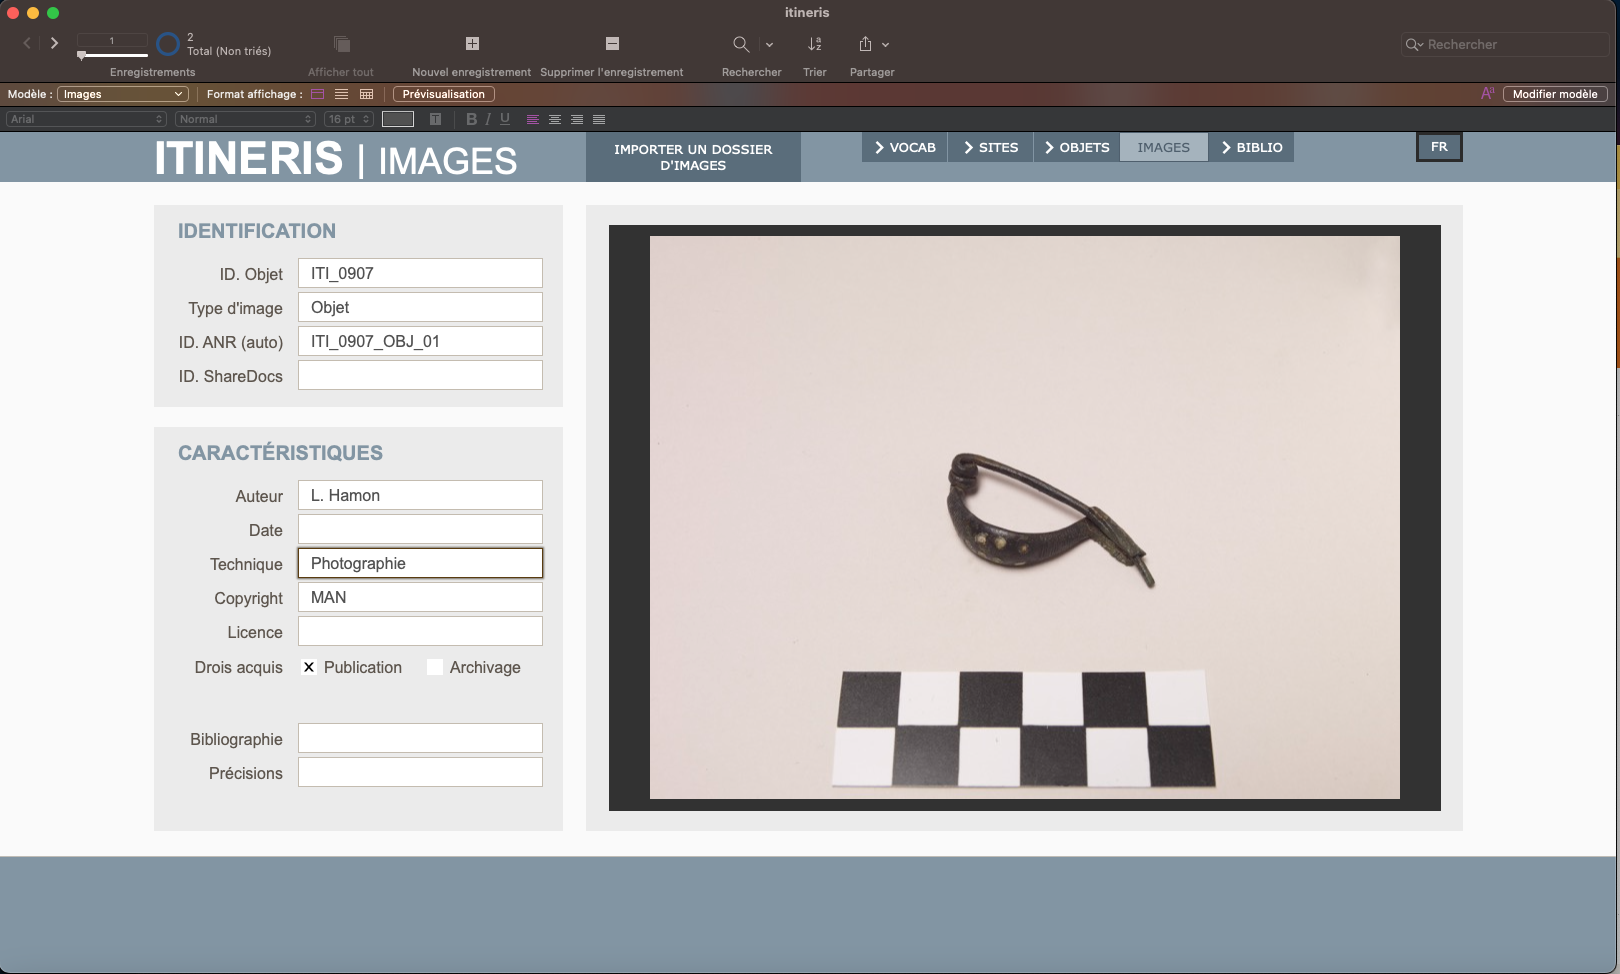 itineris
1
2
Total (Non triés)
Enregistrements
Afficher tout
Nouvel enregistrement
Supprimer l'enregistrement
Rechercher
Trier
Partager
Rechercher
Modèle :
Images
Format affichage :
Prévisualisation
Aª
Modifier modèle
Arial
Normal
16 pt
T
B I U
ITINERIS | IMAGES
IMPORTER UN DOSSIER
D'IMAGES
VOCAB
SITES
OBJETS
IMAGES
BIBLIO
FR
IDENTIFICATION
ID. Objet ITI_0907
Type d'image Objet
ID. ANR (auto) ITI_0907_OBJ_01
ID. ShareDocs
CARACTÉRISTIQUES
Auteur L. Hamon
Date
Technique Photographie
Copyright MAN
Licence
Drois acquis X Publication Archivage
Bibliographie
Précisions